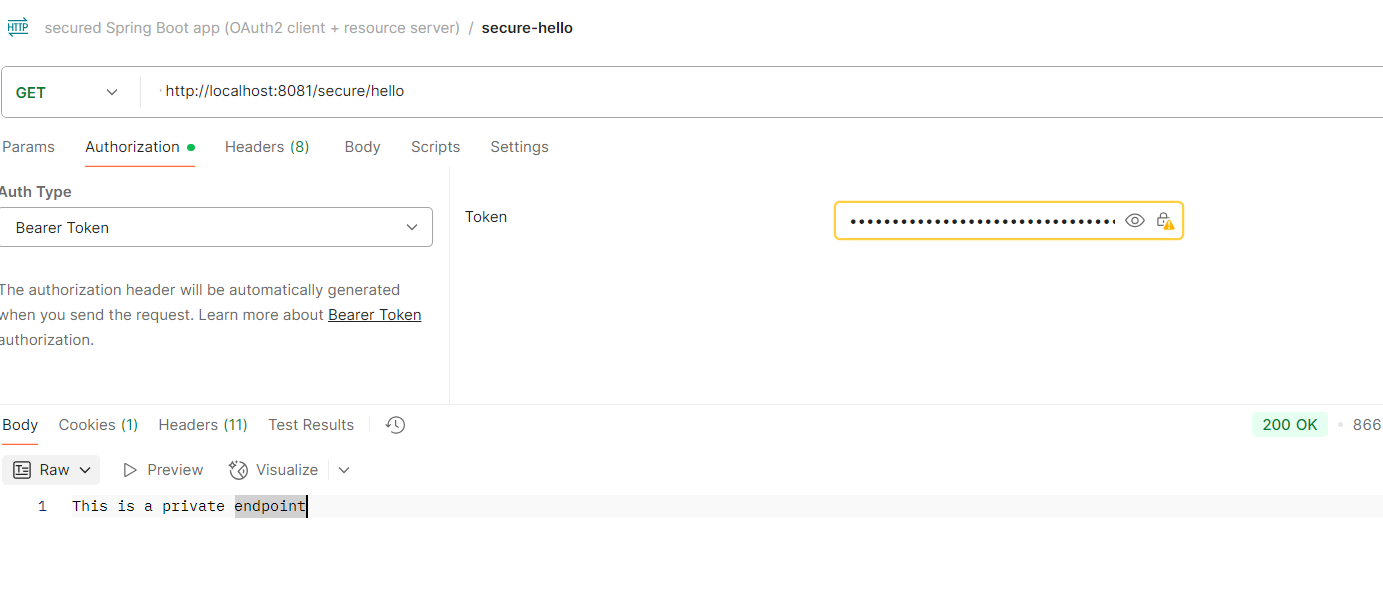 HTTP secured Spring Boot app (OAuth2 client + resource server) / secure-hello
GET http://localhost:8081/secure/hello
Params Authorization Headers (8) Body Scripts Settings
Auth Type
Bearer Token
Token
The authorization header will be automatically generated
when you send the request. Learn more about Bearer Token
authorization.
Body Cookies (1) Headers (11) Test Results 200 OK • 866
Raw Preview Visualize
1 This is a private endpoint